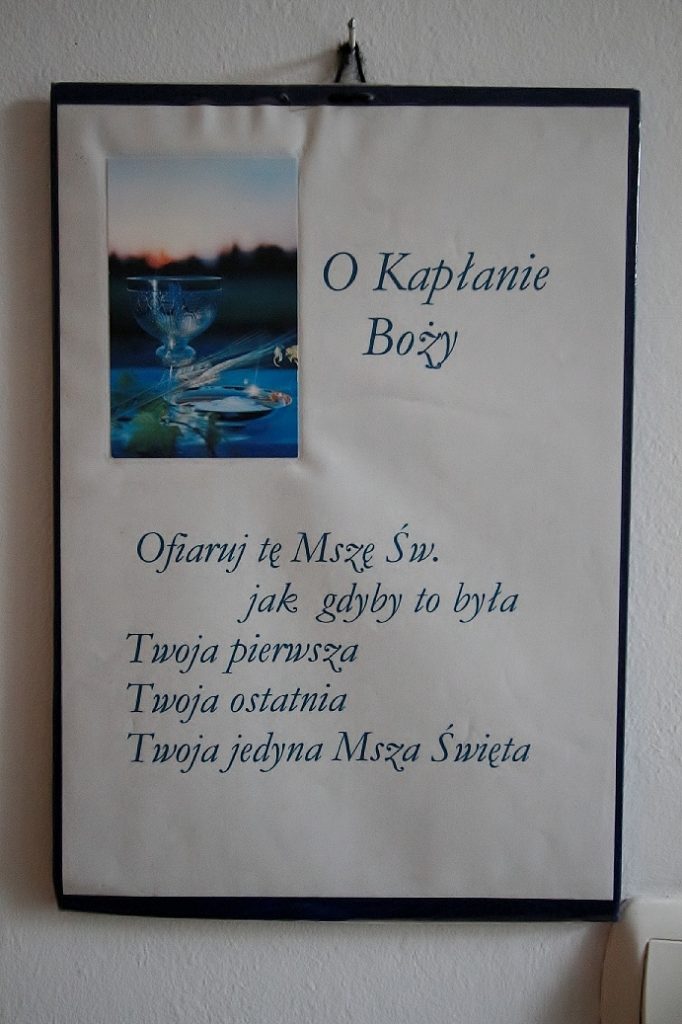 O Kapłanie
Boży
Ofiaruj tę Mszę Św.
jak gdyby to była
Twoja pierwsza
Twoja ostatnia
Twoja jedyna Msza Święta